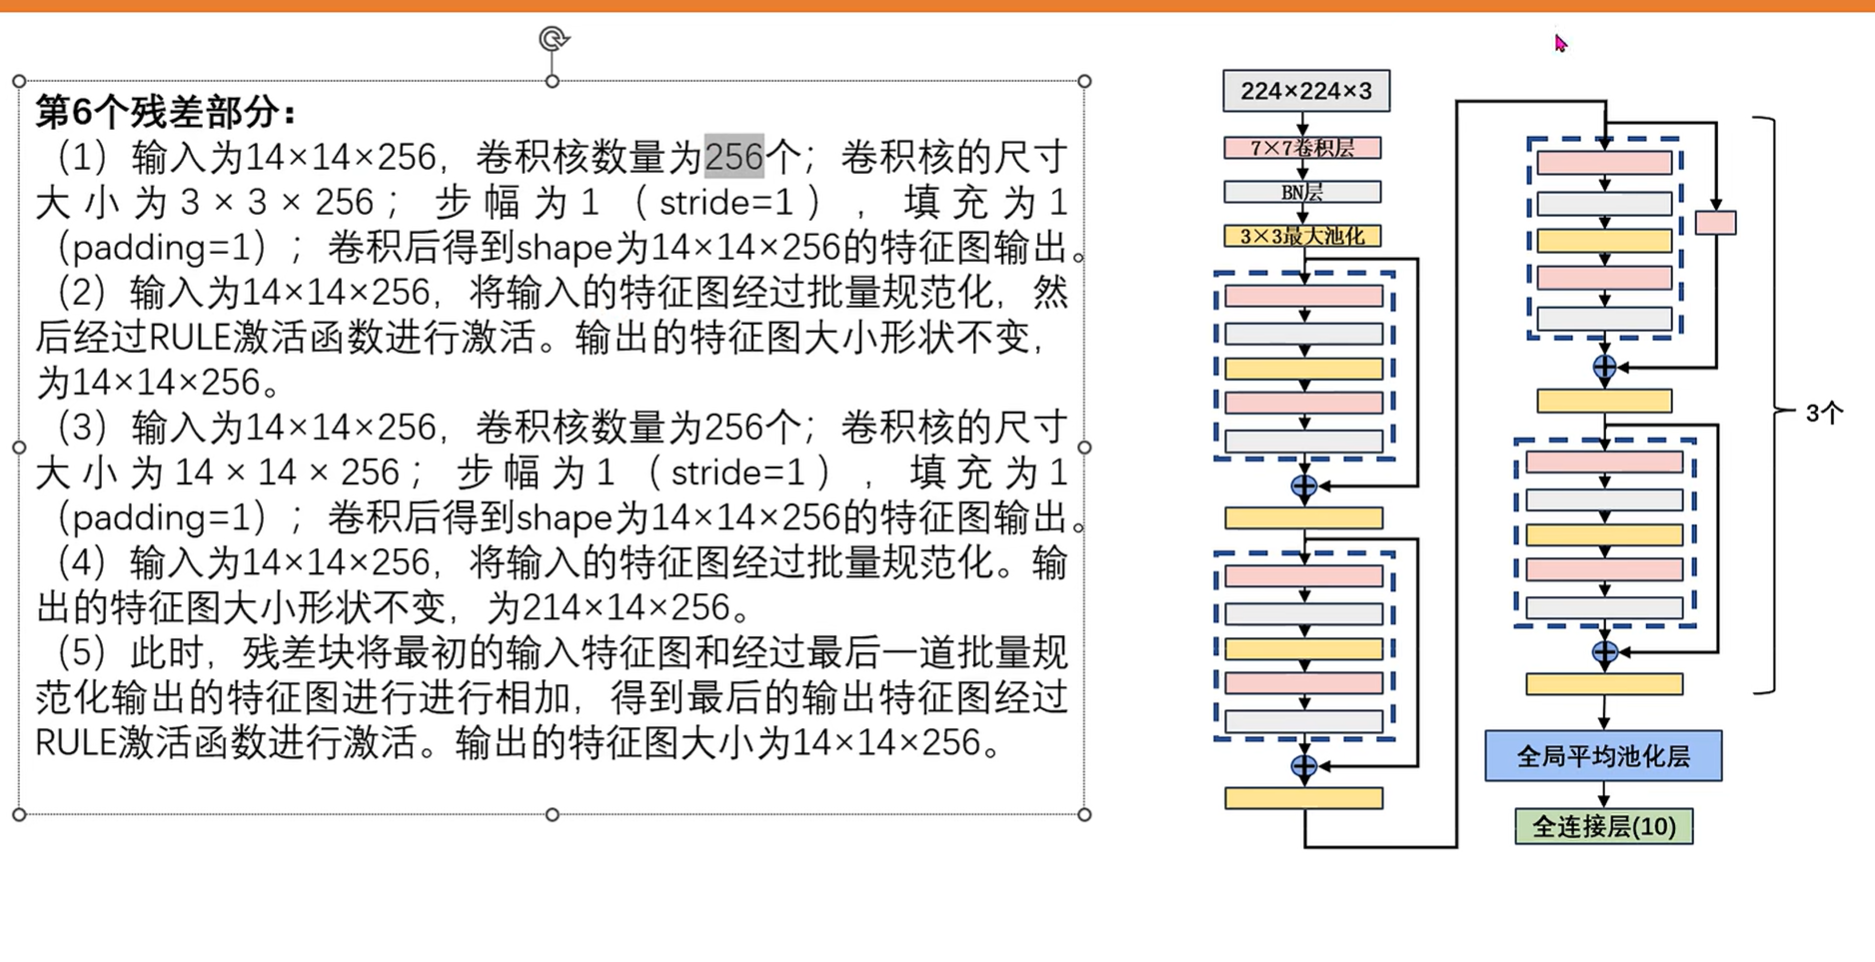 第6个残差部分：
（1）输入为14×14×256，卷积核数量为256个；卷积核的尺寸
大小为3×3×256；步幅为1（stride=1），填充为1
（padding=1）；卷积后得到shape为14×14×256的特征图输出。
（2）输入为14×14×256，将输入的特征图经过批量规范化，然
后经过RULE激活函数进行激活。输出的特征图大小形状不变，
为14×14×256。
（3）输入为14×14×256，卷积核数量为256个；卷积核的尺寸
大小为14×14×256；步幅为1（stride=1），填充为1
（padding=1）；卷积后得到shape为14×14×256的特征图输出。
（4）输入为14×14×256，将输入的特征图经过批量规范化。输
出的特征图大小形状不变，为214×14×256。
（5）此时，残差块将最初的输入特征图和经过最后一道批量规
范化输出的特征图进行进行相加，得到最后的输出特征图经过
RULE激活函数进行激活。输出的特征图大小为14×14×256。
224×224×3
7×7卷积层
BN层
3×3最大池化
3个
全局平均池化层
全连接层(10)